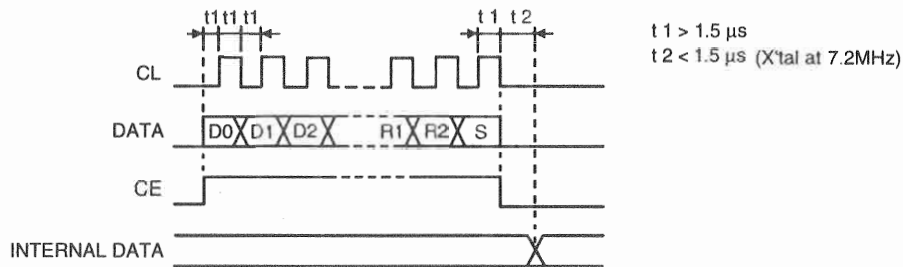 t1 t1 t1 t 1 t 2
t 1 > 1.5 μs
t 2 < 1.5 μs (X'tal at 7.2MHz)
CL
DATA D0 D1 D2 R1 R2 S
CE
INTERNAL DATA